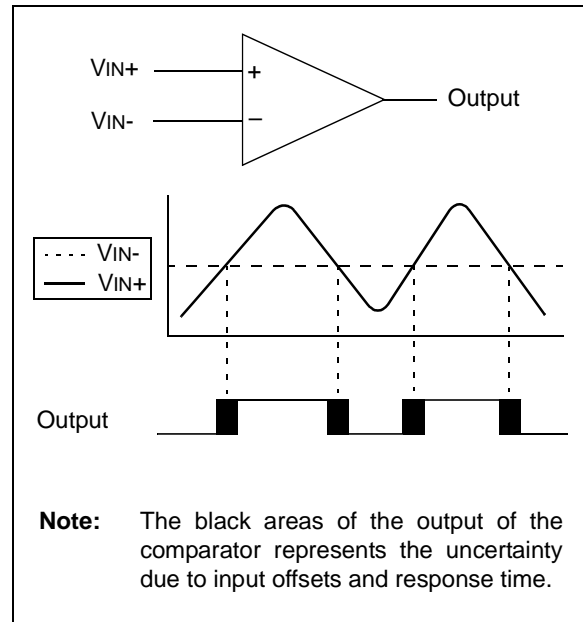 VIN+
+
Output
VIN-
–
VIN-
VIN+
Output
Note: The black areas of the output of the
comparator represents the uncertainty
due to input offsets and response time.